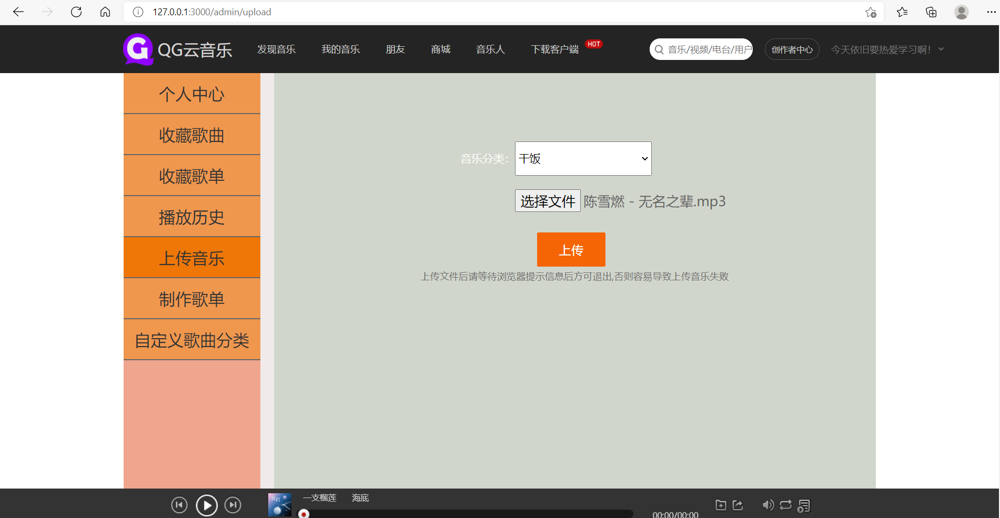 127.0.0.1:3000/admin/upload
QG云音乐
发现音乐
我的音乐
朋友
商城
音乐人
下载客户端
HOT
音乐/视频/电台/用户
创作者中心
今天依旧要热爱学习啊！
个人中心
收藏歌曲
收藏歌单
播放历史
上传音乐
制作歌单
自定义歌曲分类
音乐分类：
干饭
选择文件 陈雪燃 - 无名之辈.mp3
上传
上传文件后请等待浏览器提示信息后方可退出,否则容易导致上传音乐失败
一支榴莲 海底
00:00/00:00